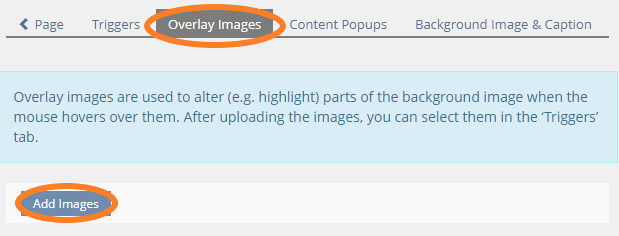 Page Triggers Overlay Images Content Popups Background Image & Caption
Overlay images are used to alter (e.g. highlight) parts of the background image when the
mouse hovers over them. After uploading the images, you can select them in the ‘Triggers’
tab.
Add Images